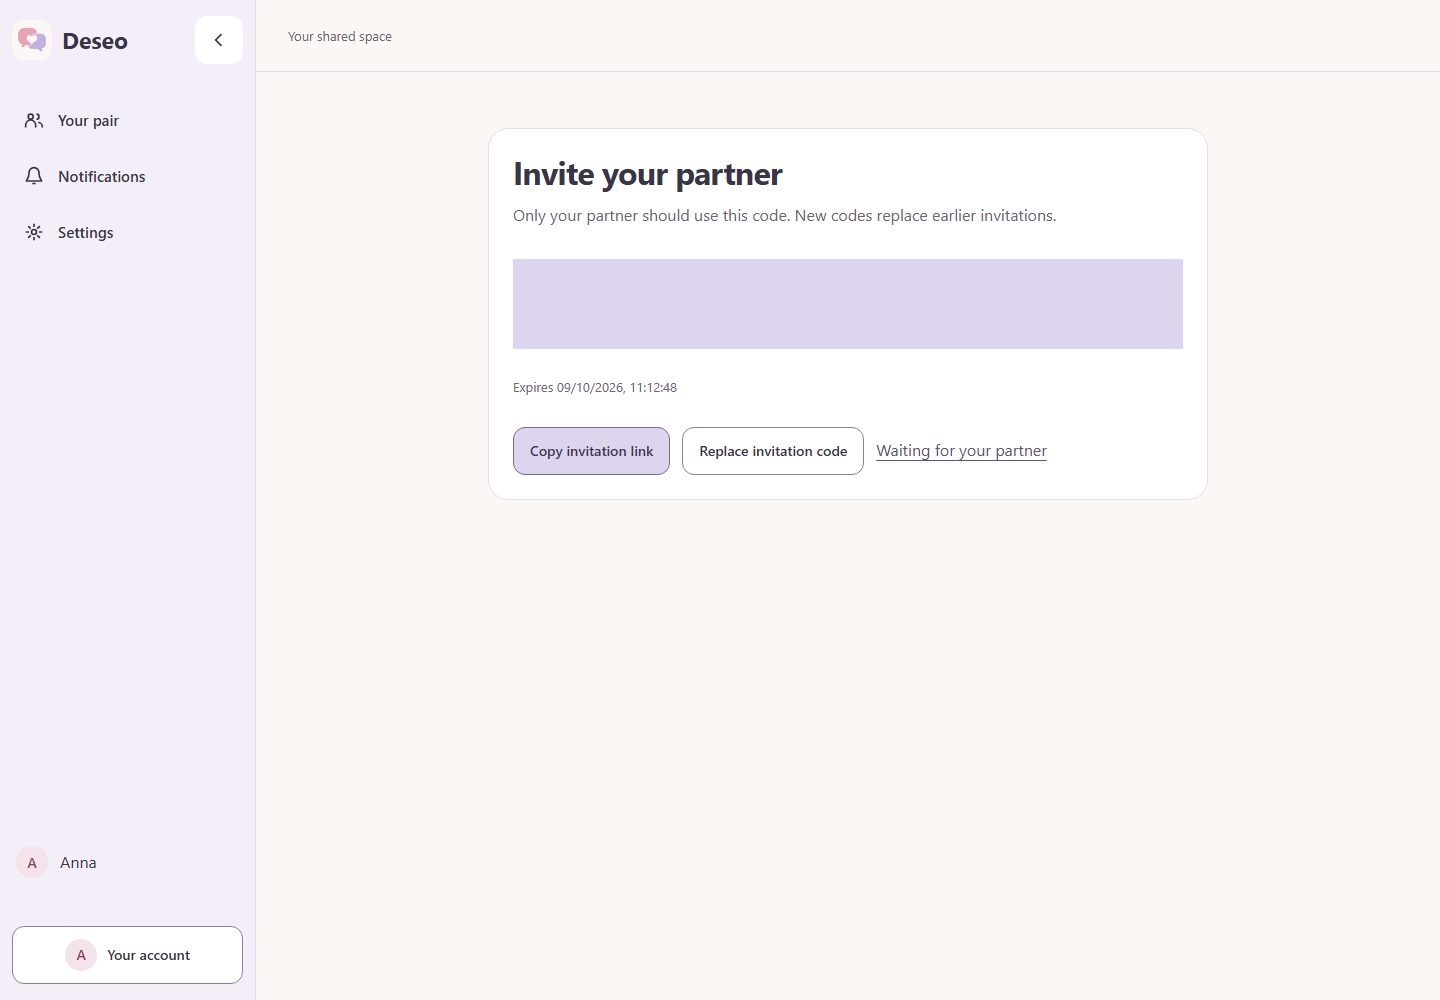 Deseo
Your shared space
Your pair
Notifications
Settings
Invite your partner
Only your partner should use this code. New codes replace earlier invitations.
Expires 09/10/2026, 11:12:48
Copy invitation link
Replace invitation code
Waiting for your partner
A Anna
A Your account